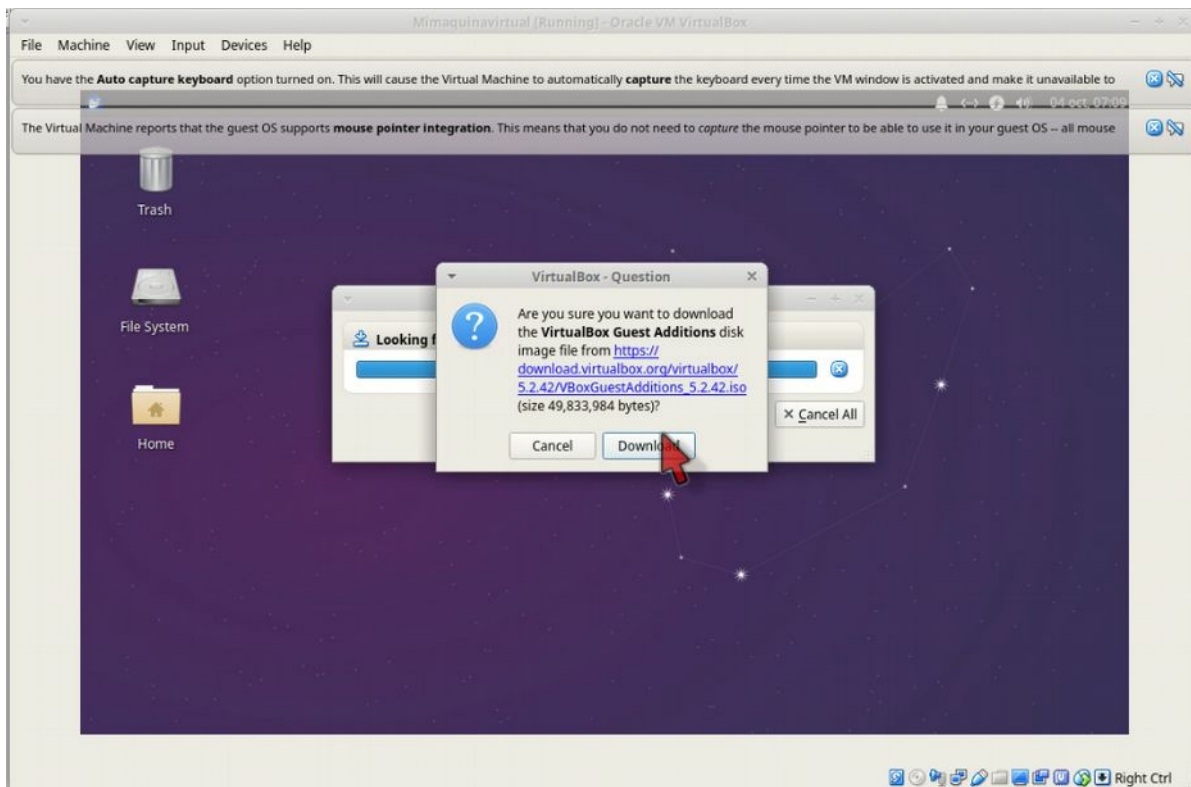 Mimaquinavirtual [Running] - Oracle VM VirtualBox
File Machine View Input Devices Help
You have the Auto capture keyboard option turned on. This will cause the Virtual Machine to automatically capture the keyboard every time the VM window is activated and make it unavailable to
04 oct, 07:09
The Virtual Machine reports that the guest OS supports mouse pointer integration. This means that you do not need to capture the mouse pointer to be able to use it in your guest OS -- all mouse
Trash
File System
Home
VirtualBox - Question
Are you sure you want to download
the VirtualBox Guest Additions disk
image file from https://
download.virtualbox.org/virtualbox/
5.2.42/VBoxGuestAdditions_5.2.42.iso
(size 49,833,984 bytes)?
Cancel Download
Looking
Cancel All
Right Ctrl